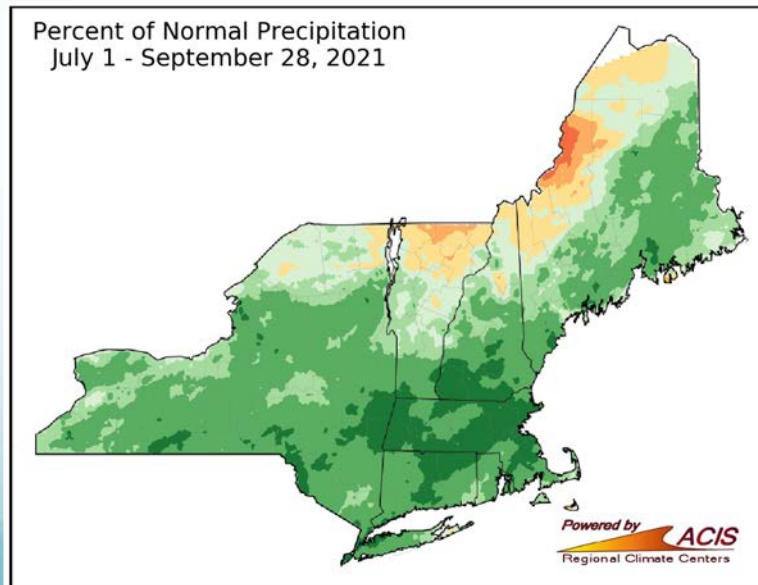 Percent of Normal Precipitation
July 1 - September 28, 2021
Powered by
ACIS
Regional Climate Centers